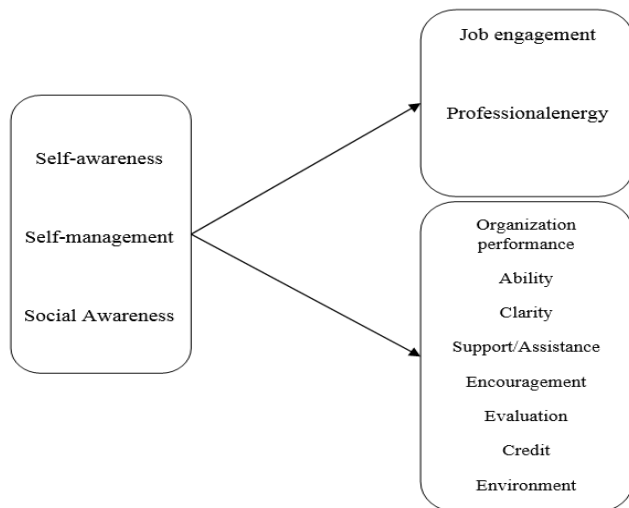 Self-awareness
Self-management
Social Awareness
Job engagement
Professionalenergy
Organization
performance
Ability
Clarity
Support/Assistance
Encouragement
Evaluation
Credit
Environment